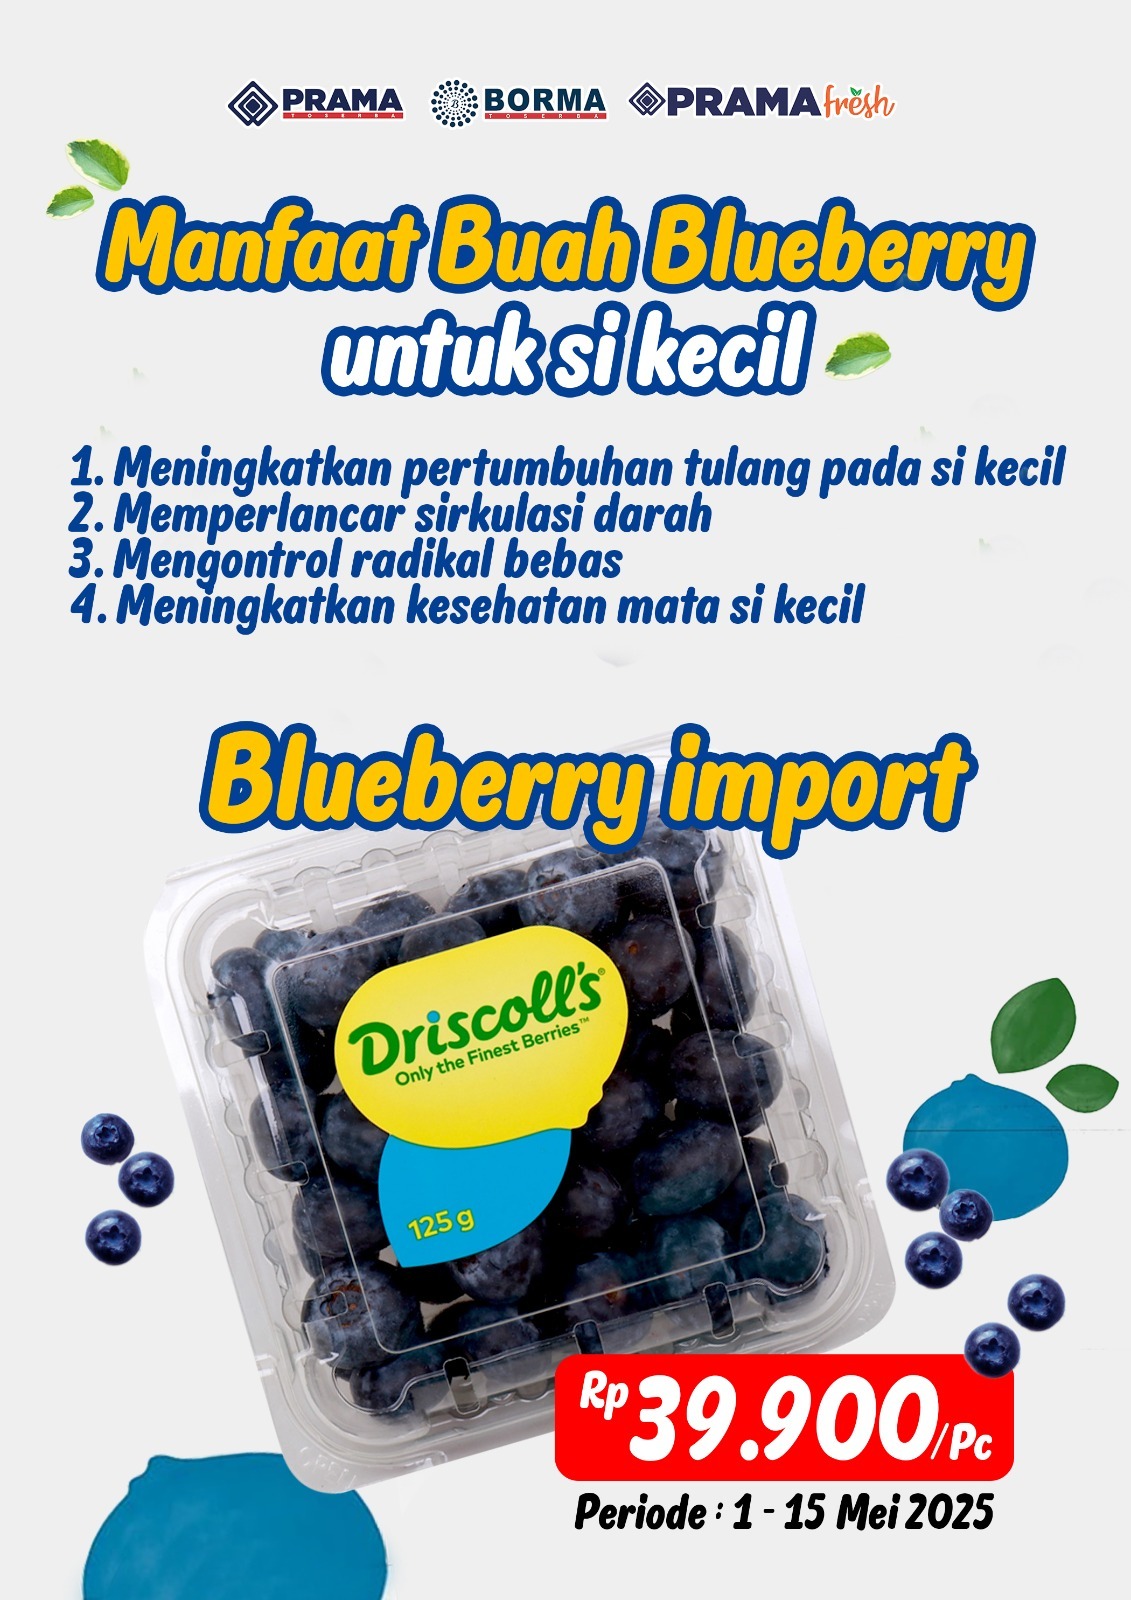 PRAMA
TOSERBA
BORMA
TOSERBA
PRAMA fresh
Manfaat Buah Blueberry
untuk si kecil
1. Meningkatkan pertumbuhan tulang pada si kecil
2. Memperlancar sirkulasi darah
3. Mengontrol radikal bebas
4. Meningkatkan kesehatan mata si kecil
Blueberry import
Driscoll's®
Only the Finest Berries™
125 g
Rp 39.900/Pc
Periode : 1 - 15 Mei 2025